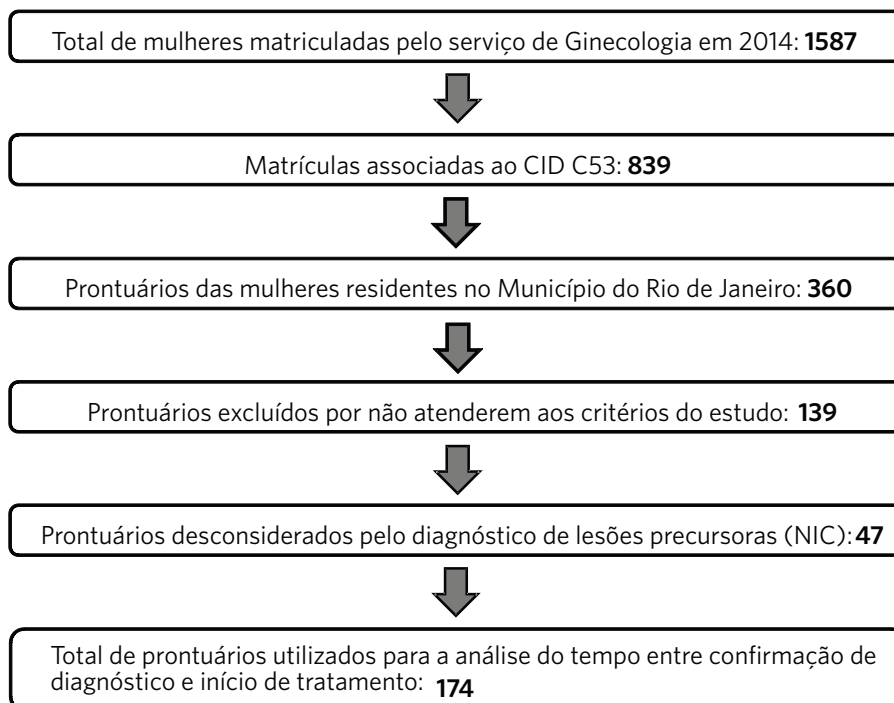 Total de mulheres matriculadas pelo serviço de Ginecologia em 2014: 1587
Matrículas associadas ao CID C53: 839
Prontuários das mulheres residentes no Município do Rio de Janeiro: 360
Prontuários excluídos por não atenderem aos critérios do estudo: 139
Prontuários desconsiderados pelo diagnóstico de lesões precursoras (NIC): 47
Total de prontuários utilizados para a análise do tempo entre confirmação de
diagnóstico e início de tratamento: 174